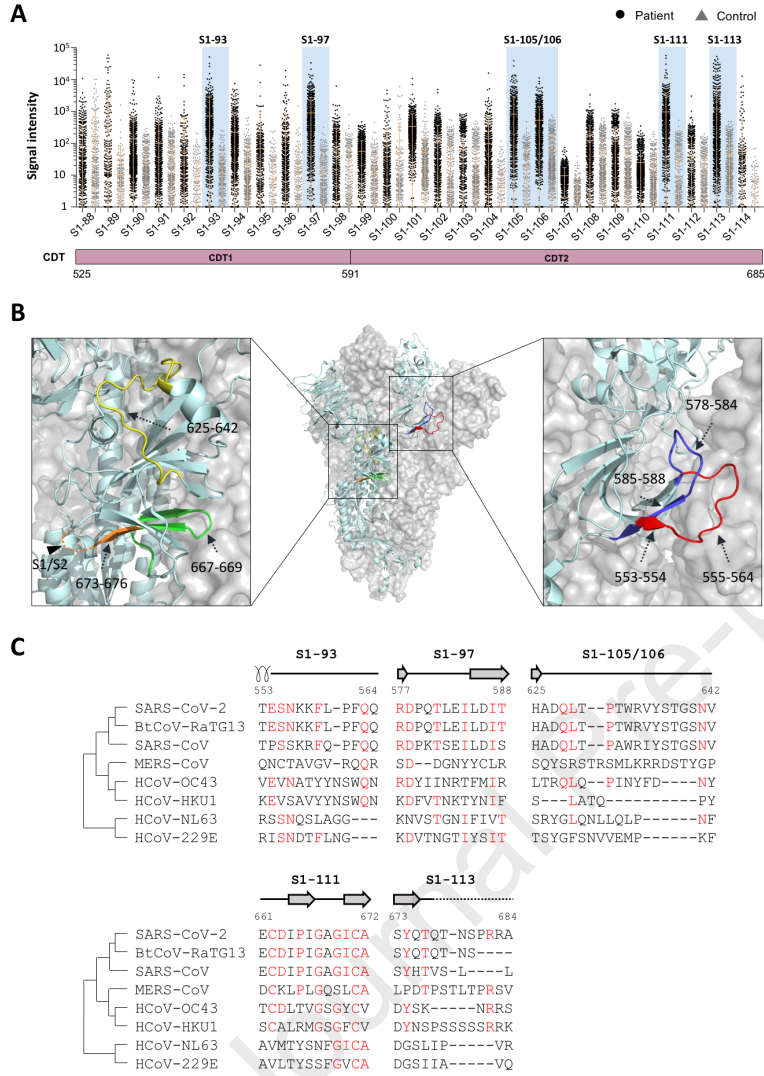 A
● Patient ▲ Control
S1-93 S1-97 S1-105/106 S1-111 S1-113
Signal intensity
10⁵
10⁴
10³
10²
10
1
S1-88 S1-89 S1-90 S1-91 S1-92 S1-93 S1-94 S1-95 S1-96 S1-97 S1-98 S1-99 S1-100 S1-101 S1-102 S1-103 S1-104 S1-105 S1-106 S1-107 S1-108 S1-109 S1-110 S1-111 S1-112 S1-113 S1-114
CDT CDT1 CDT2
525 591 685
B
625-642
S1/S2
667-669
673-676
578-584
585-588
553-554
555-564
C
S1-93 S1-97 S1-105/106
553 564 577 588 625 642
SARS-CoV-2 TESNKKFL-PFQQ RDPQTLEILDIT HADQLT--PTWRVYSTGSNV
BtCoV-RaTG13 TESNKKFL-PFQQ RDPQTLEILDIT HADQLT--PTWRVYSTGSNV
SARS-CoV TPSSKRFQ-PFQQ RDPKTSEILDIS HADQLT--PAWRIYSTGSNV
MERS-CoV QNCTAVGV-RQQR SD--DGNYYCLR SQYSRSTRSMLKRRDSTYGP
HCoV-OC43 VEVNATYYNSWQN RDYIINRTFMIR LTRQLQ--PINYFD----NY
HCoV-HKU1 KEVSAVYYNSWQN KDFVTNKTYNIF S---LATQ----------PY
HCoV-NL63 RSSNQSLAGG--- KNVSTGNIFIVT SRYGLQNLLQLP------NF
HCoV-229E RISNDTFLNG--- KDVTNGTIYSIT TSYGFSNVVEMP------KF
S1-111 S1-113
661 672 673 684
SARS-CoV-2 ECDIPIGAGICA SYQTQT-NSPRRA
BtCoV-RaTG13 ECDIPIGAGICA SYQTQT-NS----
SARS-CoV ECDIPIGAGICA SYHTVS-L----L
MERS-CoV DCKLPLGQSLCA LPDTPSTLTPRSV
HCoV-OC43 TCDLTVGSGYCV DYSK-----NRRS
HCoV-HKU1 SCALRMGSGFCV DYNSPSSSSSRRK
HCoV-NL63 AVMTYSNFGICA DGSLIP-----VR
HCoV-229E AVLTYSSFGVCA DGSIIA-----VQ
Journal Pre-p